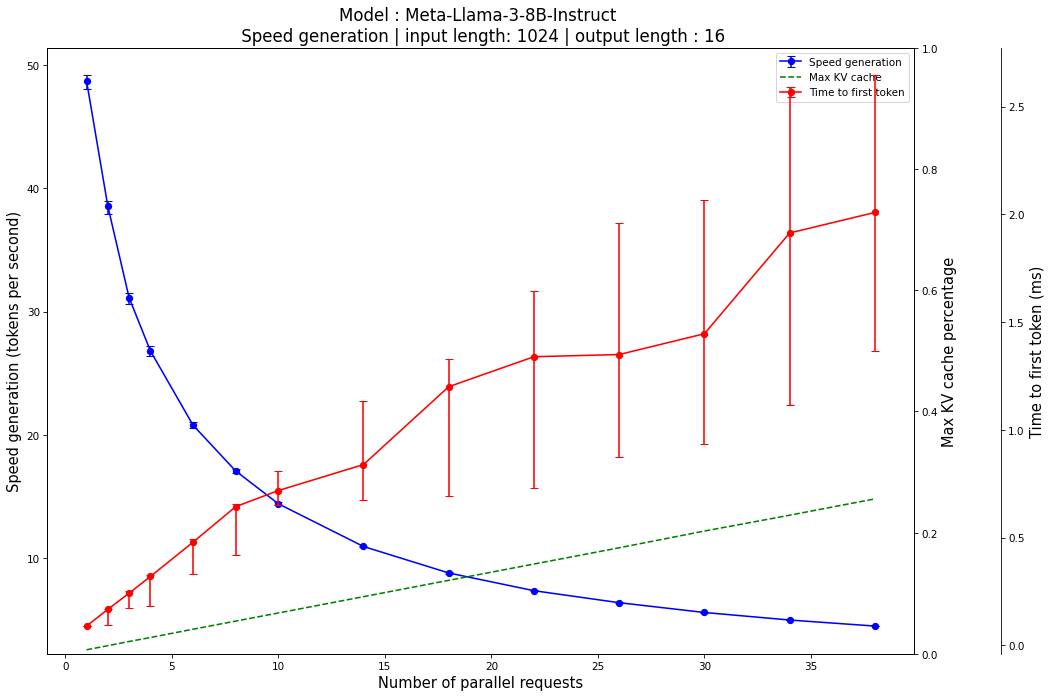 Model : Meta-Llama-3-8B-Instruct
Speed generation | input length: 1024 | output length : 16
Speed generation
Max KV cache
Time to first token
Speed generation (tokens per second)
50
40
30
20
10
1.0
0.8
0.6
0.4
0.2
0.0
Max KV cache percentage
2.5
2.0
1.5
1.0
0.5
0.0
Time to first token (ms)
0 5 10 15 20 25 30 35
Number of parallel requests